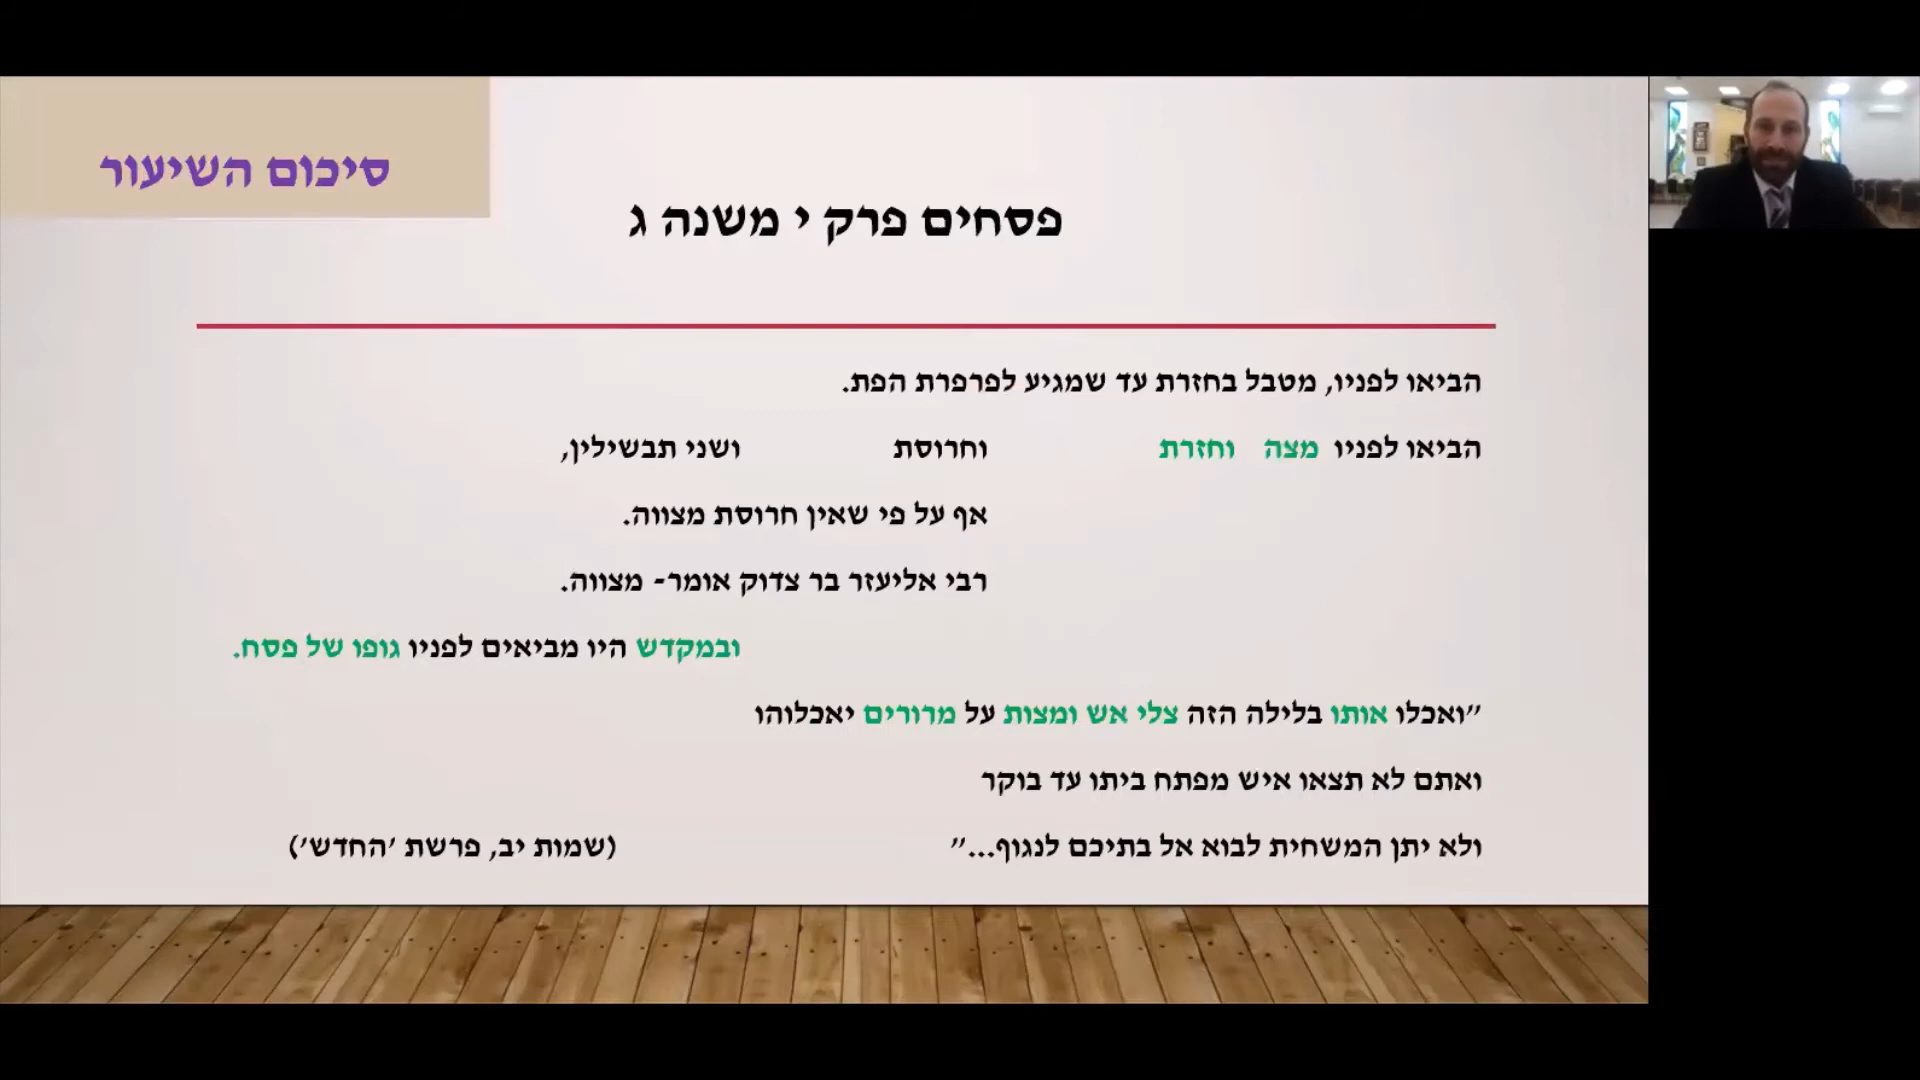 סיכום השיעור
פסחים פרק י משנה ג
הביאו לפניו, מטבל בחזרת עד שמגיע לפרפרת הפת.
הביאו לפניו מצה וחזרת וחרוסת ושני תבשילין,
אף על פי שאין חרוסת מצווה.
רבי אליעזר בר צדוק אומר- מצווה.
ובמקדש היו מביאים לפניו גופו של פסח.
"ואכלו אותו בלילה הזה צלי אש ומצות על מרורים יאכלוהו
ואתם לא תצאו איש מפתח ביתו עד בוקר
ולא יתן המשחית לבוא אל בתיכם לנגוף..." (שמות יב, פרשת 'החדש')